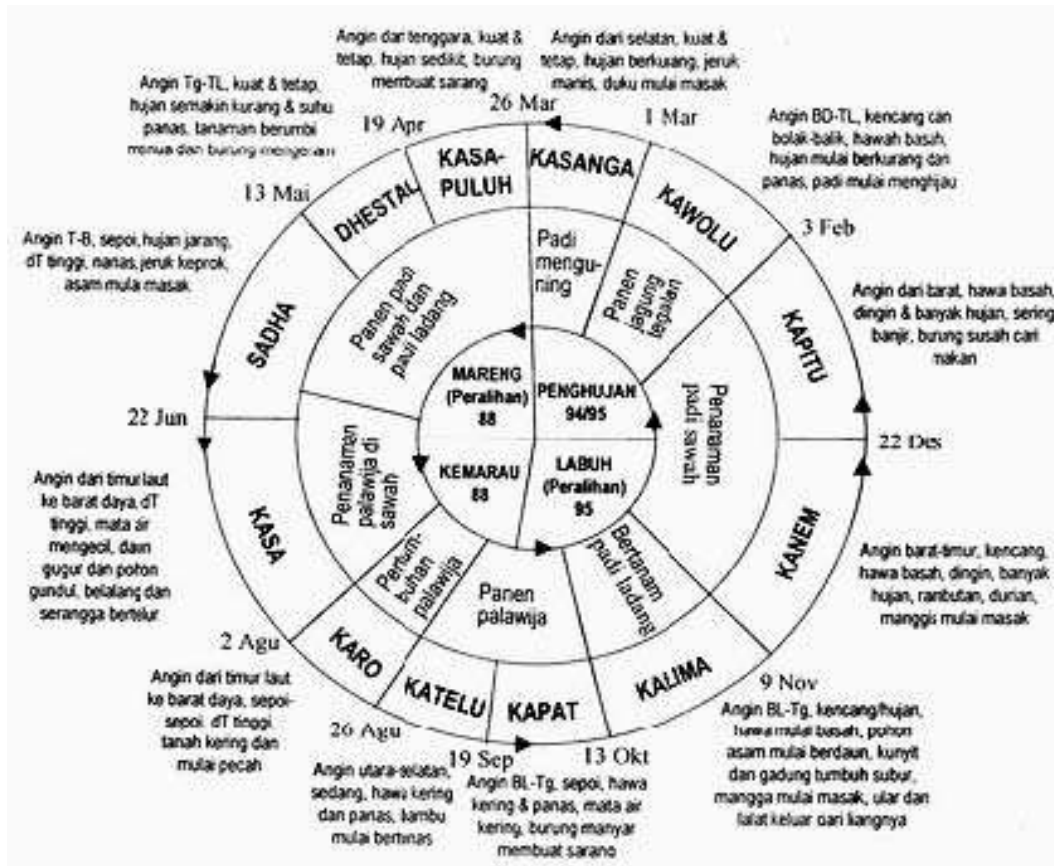 Angin dari tenggara, kuat &
tetap, hujan sedikit, burung
membuat sarang
26 Mar
Angin dari selatan, kuat &
tetap, hujan berkurang, jeruk
manis, duku mulai masak
1 Mar
Angin BD-TL, kencang can
bolak-balik, hawah basah,
hujan mulai berkurang dan
panas, padi mulai menghjau
3 Feb
Angin dari barat, hawa basah,
dingin & banyak hujan, sering
banjir, burung susah cari
makan
22 Des
Angin barat-timur, kencang,
hawa basah, dingin, banyak
hujan, rambutan, durian,
manggis mulai masak
9 Nov
Angin BL-Tg, kencang/hujan,
hawa mulai basah, pohon
asam mulai berdaun, kunyit
dan gadung tumbuh subur,
mangga mulai masak, ular dan
lalat keluar dari liangnya
13 Okt
Angin BL-Tg, sepoi, hawa
kering & panas, mata air
kering, burung manyar
membuat sarang
19 Sep
Angin utara-selatan,
sedang, hawa kering
dan panas,
mulai
26 Agu
Angin dari timur laut
ke barat daya, sepoi-
sepoi, dT tinggi
tanah kering dan
mulai pecah
2 Agu
Angin dari timur laut
ke barat daya, dT
tinggi, mata air
mengecil, daun
gugur dan pohon
gundul, belalang dan
serangga bertelur
22 Jun
Angin T-B, sepoi, hujan jarang,
dT tinggi, nanas, jeruk keprok,
asam mulai masak
13 Mai
Angin Tg-TL, kuat & tetap,
hujan semakin kurang & suhu
panas, tanaman berumbi
menua dan burung mengeram
19 Apr
KASA-
PULUH
KASANGA
KAWOLU
KAPITU
KANEM
KALIMA
KAPAT
KATELU
KARO
KASA
SADHA
DHESTAL
Padi
mengu-
ning
Panen
jagung
tegalan
Penanaman
padi sawah
Bertanam
padi ladang
Panen
palawija
Pertum-
buhan
palawija
Penanaman
palawija di
sawah
Panen padi
sawah dan
padi ladang
MARENG
(Peralihan)
88
PENGHUJAN
94/95
KEMARAU
88
LABUH
(Peralihan)
95